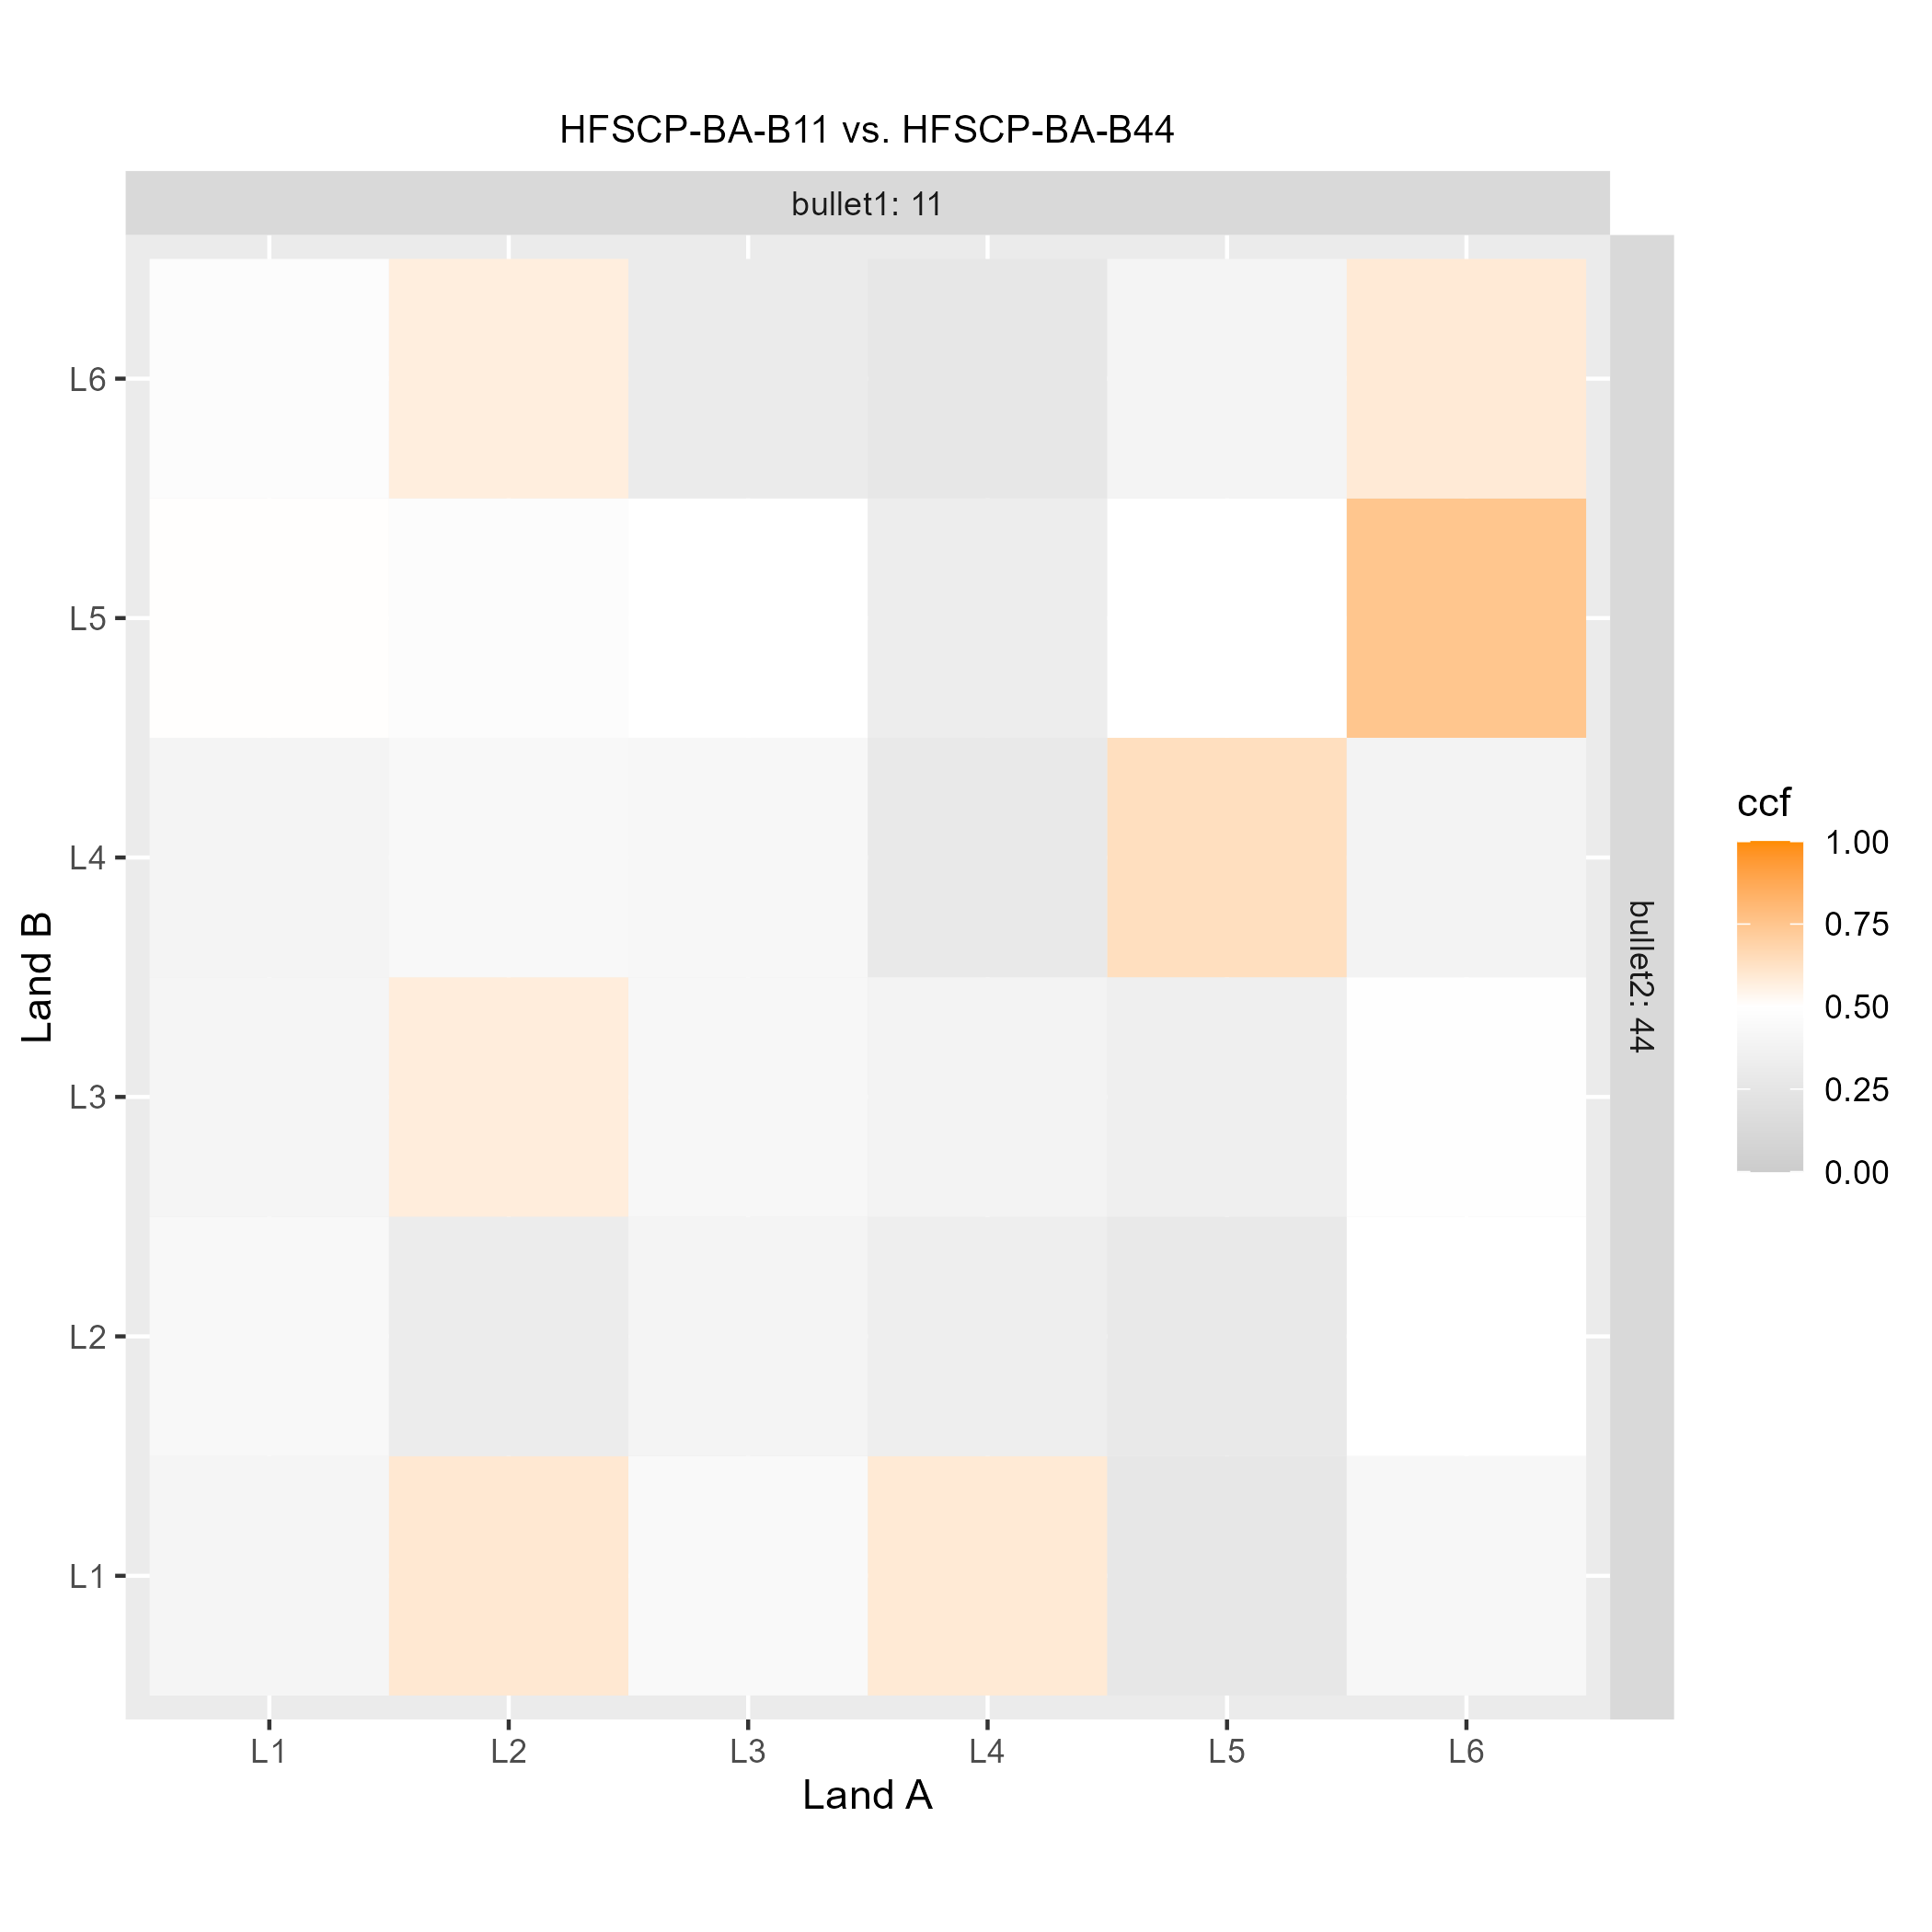 HFSCP-BA-B11 vs. HFSCP-BA-B44
bullet1: 11
L6
L5
L4
L3
L2
L1
Land B
bullet2: 44
L1 L2 L3 L4 L5 L6
Land A
ccf
1.00
0.75
0.50
0.25
0.00